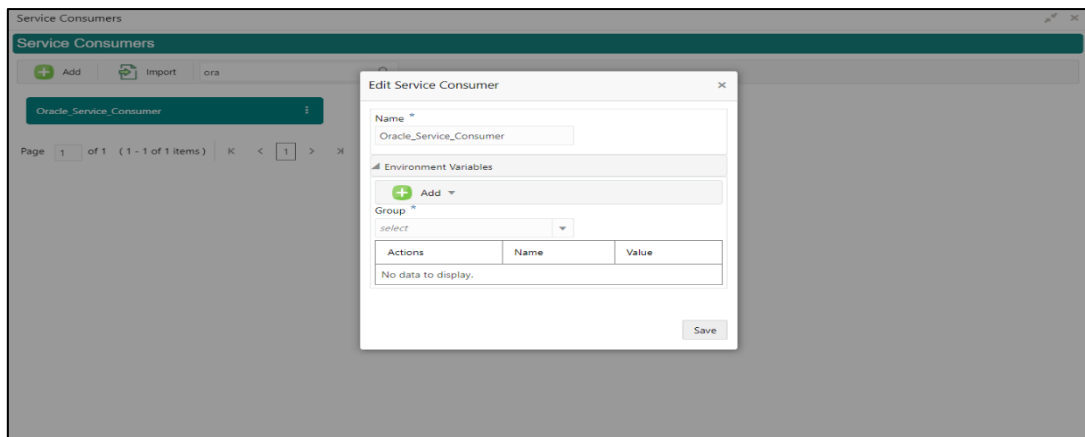 Service Consumers
Service Consumers
Add Import ora
Oracle_Service_Consumer
Page 1 of 1 (1 - 1 of 1 items) K < 1 > >|
Edit Service Consumer
Name *
Oracle_Service_Consumer
Environment Variables
Add
Group *
select
Actions Name Value
No data to display.
Save